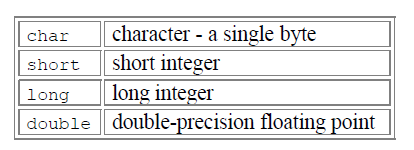 char character - a single byte
short short integer
long long integer
double double-precision floating point